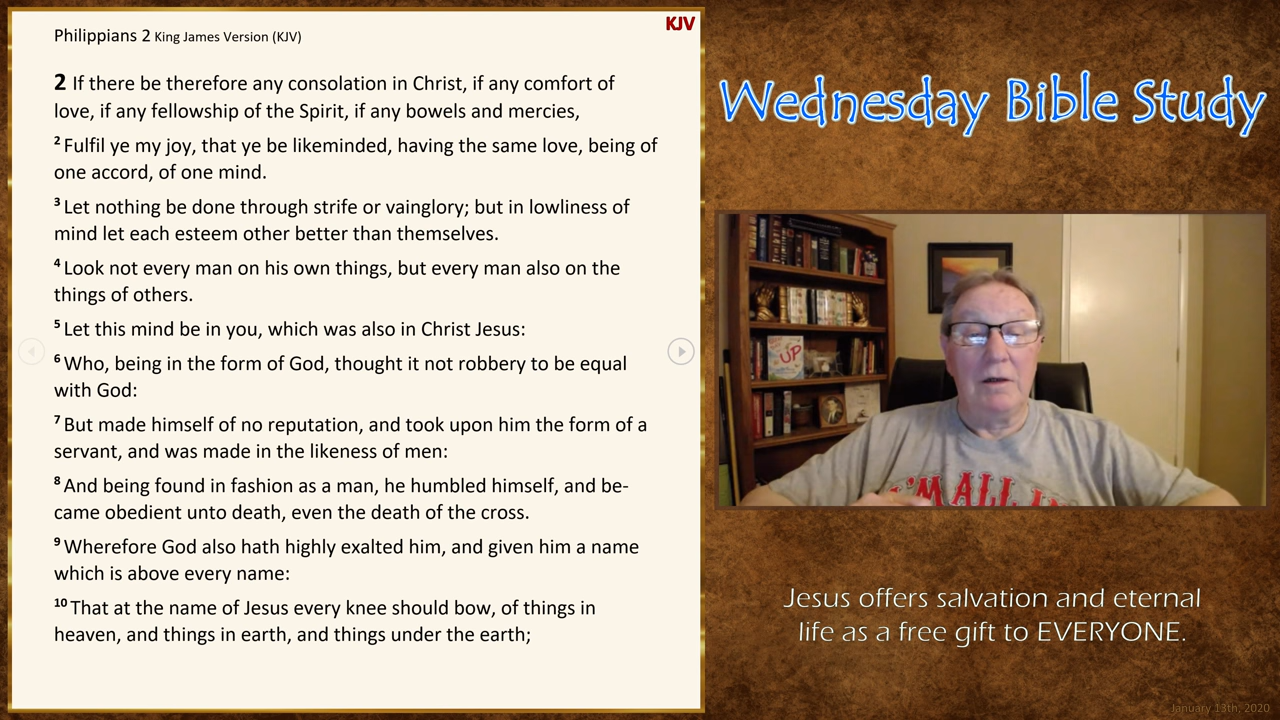 KJV
Philippians 2 King James Version (KJV)
2 If there be therefore any consolation in Christ, if any comfort of
love, if any fellowship of the Spirit, if any bowels and mercies,
2 Fulfil ye my joy, that ye be likeminded, having the same love, being of
one accord, of one mind.
3 Let nothing be done through strife or vainglory; but in lowliness of
mind let each esteem other better than themselves.
4 Look not every man on his own things, but every man also on the
things of others.
5 Let this mind be in you, which was also in Christ Jesus:
6 Who, being in the form of God, thought it not robbery to be equal
with God:
7 But made himself of no reputation, and took upon him the form of a
servant, and was made in the likeness of men:
8 And being found in fashion as a man, he humbled himself, and be-
came obedient unto death, even the death of the cross.
9 Wherefore God also hath highly exalted him, and given him a name
which is above every name:
10 That at the name of Jesus every knee should bow, of things in
heaven, and things in earth, and things under the earth;
Wednesday Bible Study
UP
I'M ALL IN
Jesus offers salvation and eternal
life as a free gift to EVERYONE.
January 13th, 2020